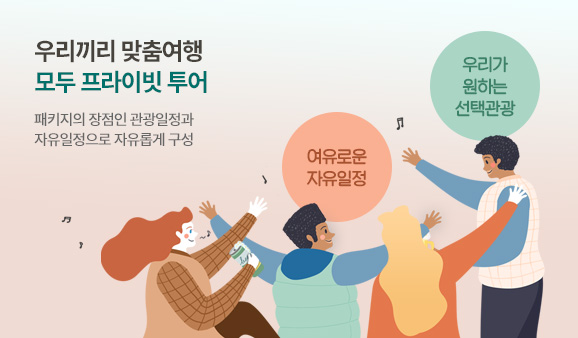 우리끼리 맞춤여행
모두 프라이빗 투어
패키지의 장점인 관광일정과
자유일정으로 자유롭게 구성
여유로운
자유일정
우리가
원하는
선택관광